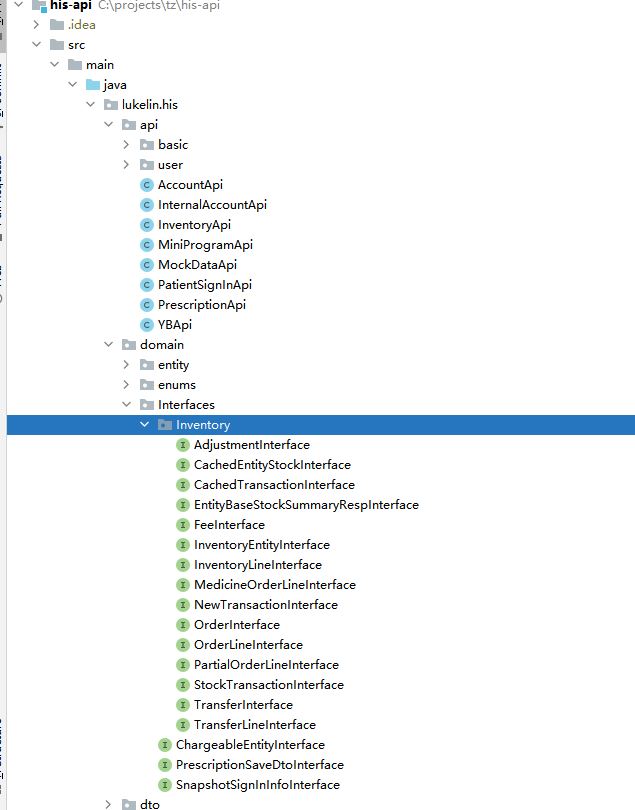 his-api C:\projects\tz\his-api
.idea
src
main
java
lukelin.his
api
basic
user
AccountApi
InternalAccountApi
InventoryApi
MiniProgramApi
MockDataApi
PatientSignInApi
PrescriptionApi
YBApi
domain
entity
enums
Interfaces
Inventory
AdjustmentInterface
CachedEntityStockInterface
CachedTransactionInterface
EntityBaseStockSummaryRespInterface
FeeInterface
InventoryEntityInterface
InventoryLineInterface
MedicineOrderLineInterface
NewTransactionInterface
OrderInterface
OrderLineInterface
PartialOrderLineInterface
StockTransactionInterface
TransferInterface
TransferLineInterface
ChargeableEntityInterface
PrescriptionSaveDtoInterface
SnapshotSignInInfoInterface
dto